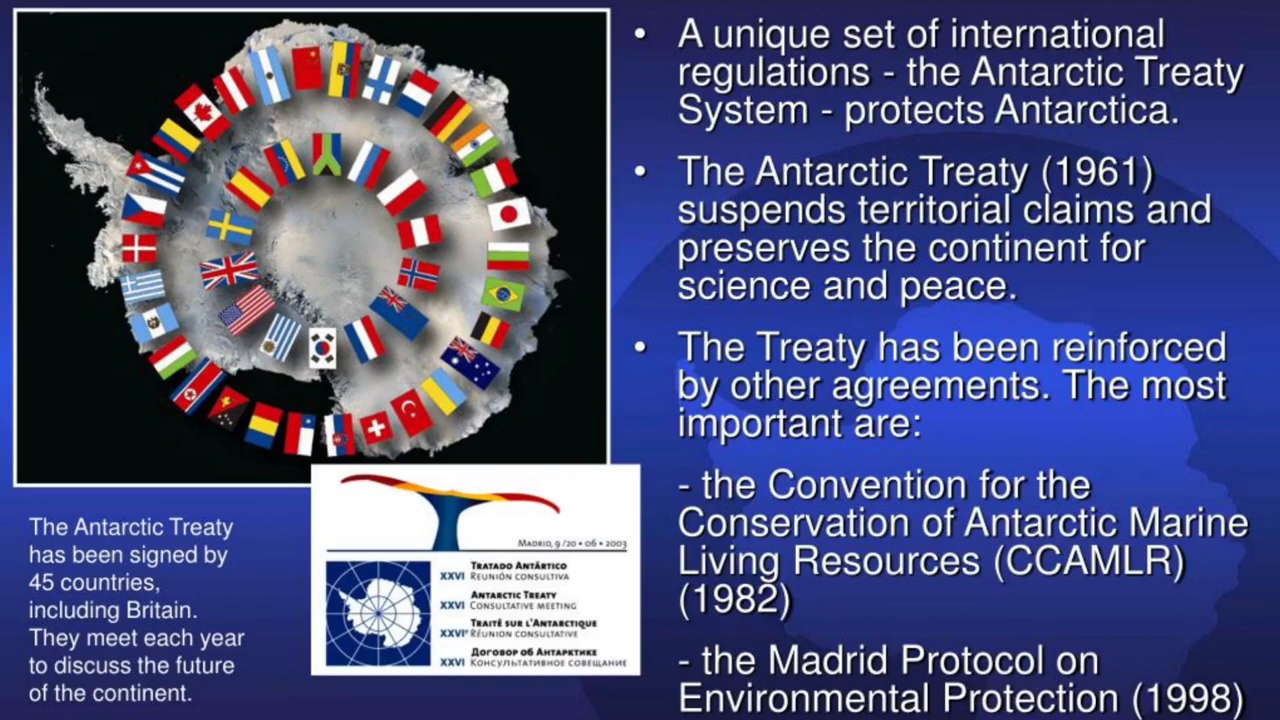 • A unique set of international
regulations - the Antarctic Treaty
System - protects Antarctica.
• The Antarctic Treaty (1961)
suspends territorial claims and
preserves the continent for
science and peace.
• The Treaty has been reinforced
by other agreements. The most
important are:
- the Convention for the
Conservation of Antarctic Marine
Living Resources (CCAMLR)
(1982)
- the Madrid Protocol on
Environmental Protection (1998)
The Antarctic Treaty
has been signed by
45 countries,
including Britain.
They meet each year
to discuss the future
of the continent.
Madrid, 9/20 • 06 • 2003
Tratado Antártico
XXVI Reunión consultiva
Antarctic Treaty
XXVI Consultative meeting
Traité sur l'Antarctique
XXVIe Réunion consultative
Договор об Антарктике
XXVI Консультативное совещание